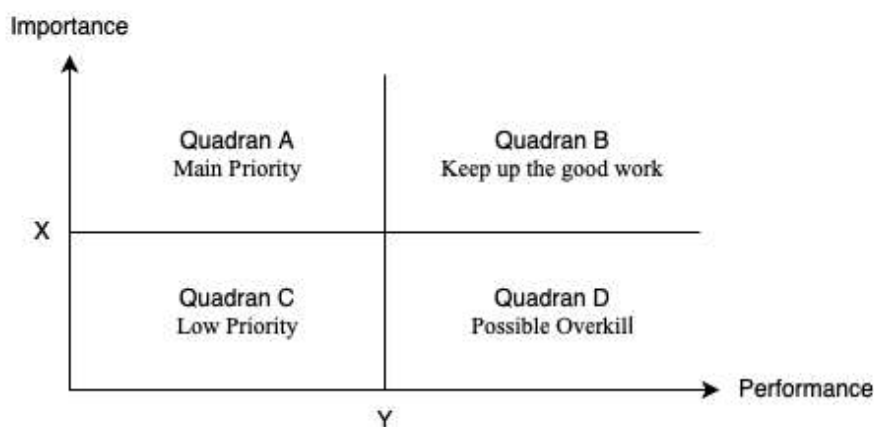 Importance
Quadran A
Main Priority
Quadran B
Keep up the good work
X
Quadran C
Low Priority
Quadran D
Possible Overkill
Performance
Y